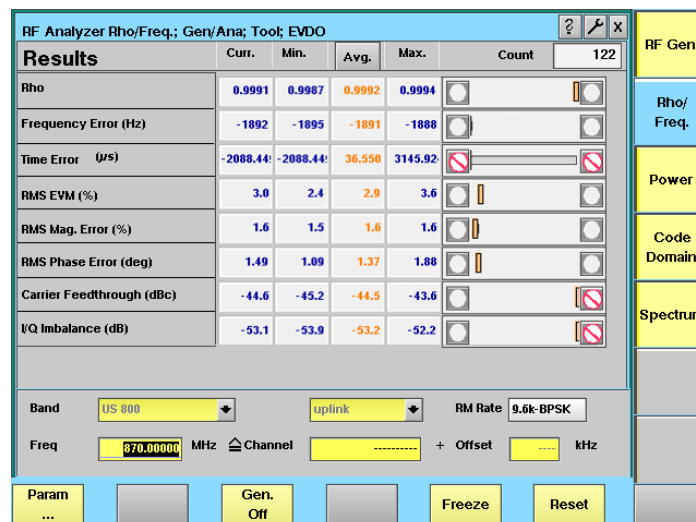 RF Analyzer Rho/Freq.; Gen/Ana; Tool; EVDO ? x
Results Curr. Min. Avg. Max. Count 122
Rho 0.9991 0.9987 0.9992 0.9994
Frequency Error (Hz) -1892 -1895 -1891 -1888
Time Error (μs) -2088.44 -2088.44 36.550 3145.92
RMS EVM (%) 3.0 2.4 2.9 3.6
RMS Mag. Error (%) 1.6 1.5 1.6 1.6
RMS Phase Error (deg) 1.49 1.09 1.37 1.88
Carrier Feedthrough (dBc) -44.6 -45.2 -44.5 -43.6
I/Q Imbalance (dB) -53.1 -53.9 -53.2 -52.2
Band US 800 uplink RM Rate 9.6k-BPSK
Freq 870.00000 MHz ≙ Channel ---------- + Offset ---- kHz
Param ...
Gen. Off
Freeze
Reset
RF Gen
Rho/
Freq.
Power
Code
Domain
Spectrum